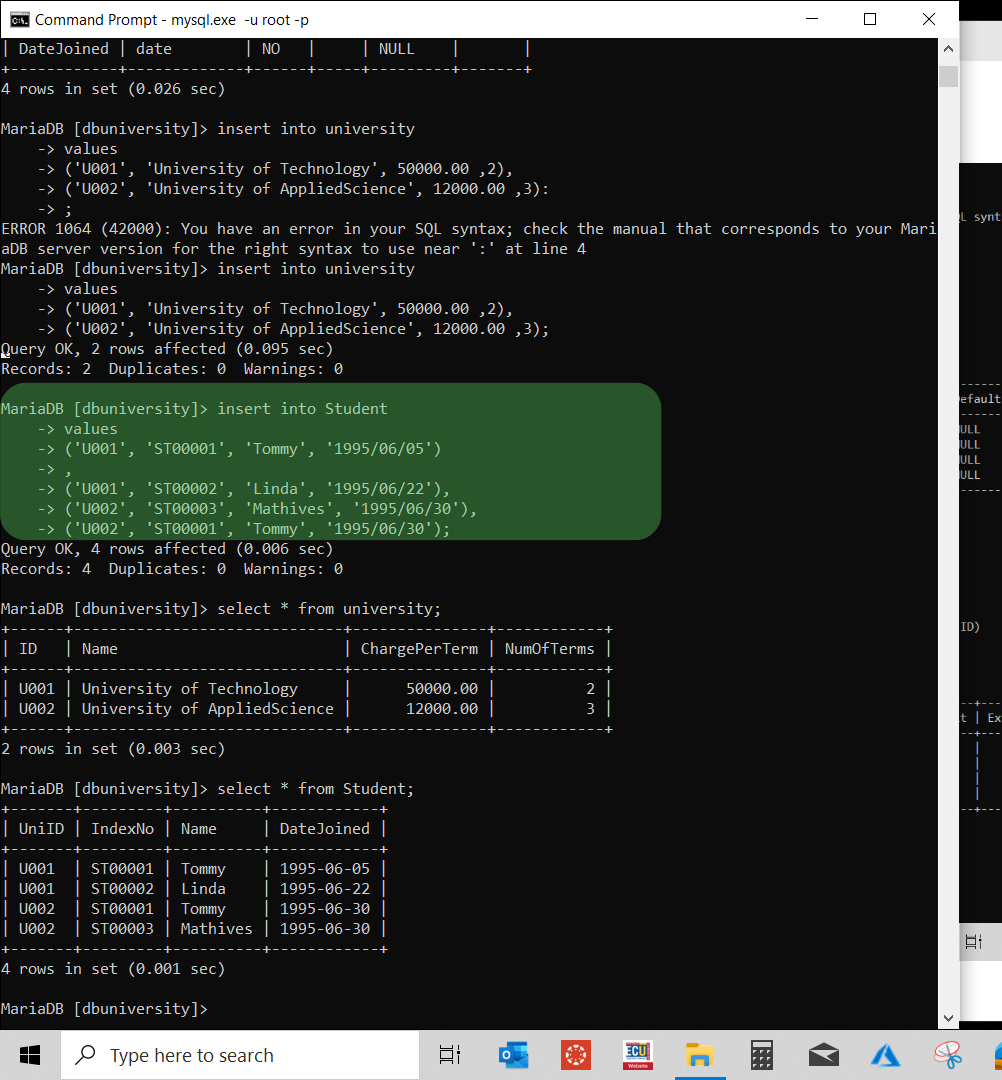 Command Prompt - mysql.exe  -u root -p
| DateJoined | date        | NO   |     | NULL    |       |
+------------+-------------+------+-----+---------+-------+
4 rows in set (0.026 sec)
MariaDB [dbuniversity]> insert into university
    -> values
    -> ('U001', 'University of Technology', 50000.00 ,2),
    -> ('U002', 'University of AppliedScience', 12000.00 ,3):
    -> ;
ERROR 1064 (42000): You have an error in your SQL syntax; check the manual that corresponds to your Mari
aDB server version for the right syntax to use near ':' at line 4
MariaDB [dbuniversity]> insert into university
    -> values
    -> ('U001', 'University of Technology', 50000.00 ,2),
    -> ('U002', 'University of AppliedScience', 12000.00 ,3);
Query OK, 2 rows affected (0.095 sec)
Records: 2  Duplicates: 0  Warnings: 0
MariaDB [dbuniversity]> insert into Student
    -> values
    -> ('U001', 'ST00001', 'Tommy', '1995/06/05')
    -> ,
    -> ('U001', 'ST00002', 'Linda', '1995/06/22'),
    -> ('U002', 'ST00003', 'Mathives', '1995/06/30'),
    -> ('U002', 'ST00001', 'Tommy', '1995/06/30');
Query OK, 4 rows affected (0.006 sec)
Records: 4  Duplicates: 0  Warnings: 0
MariaDB [dbuniversity]> select * from university;
+------+------------------------------+---------------+------------+
| ID   | Name                         | ChargePerTerm | NumOfTerms |
+------+------------------------------+---------------+------------+
| U001 | University of Technology     |      50000.00 |          2 |
| U002 | University of AppliedScience |      12000.00 |          3 |
+------+------------------------------+---------------+------------+
2 rows in set (0.003 sec)
MariaDB [dbuniversity]> select * from Student;
+-------+---------+----------+------------+
| UniID | IndexNo | Name     | DateJoined |
+-------+---------+----------+------------+
| U001  | ST00001 | Tommy    | 1995-06-05 |
| U001  | ST00002 | Linda    | 1995-06-22 |
| U002  | ST00001 | Tommy    | 1995-06-30 |
| U002  | ST00003 | Mathives | 1995-06-30 |
+-------+---------+----------+------------+
4 rows in set (0.001 sec)
MariaDB [dbuniversity]>
L synt
efault
ULL
ULL
ULL
ULL
ID)
t | Ex
Type here to search
ECU
Website